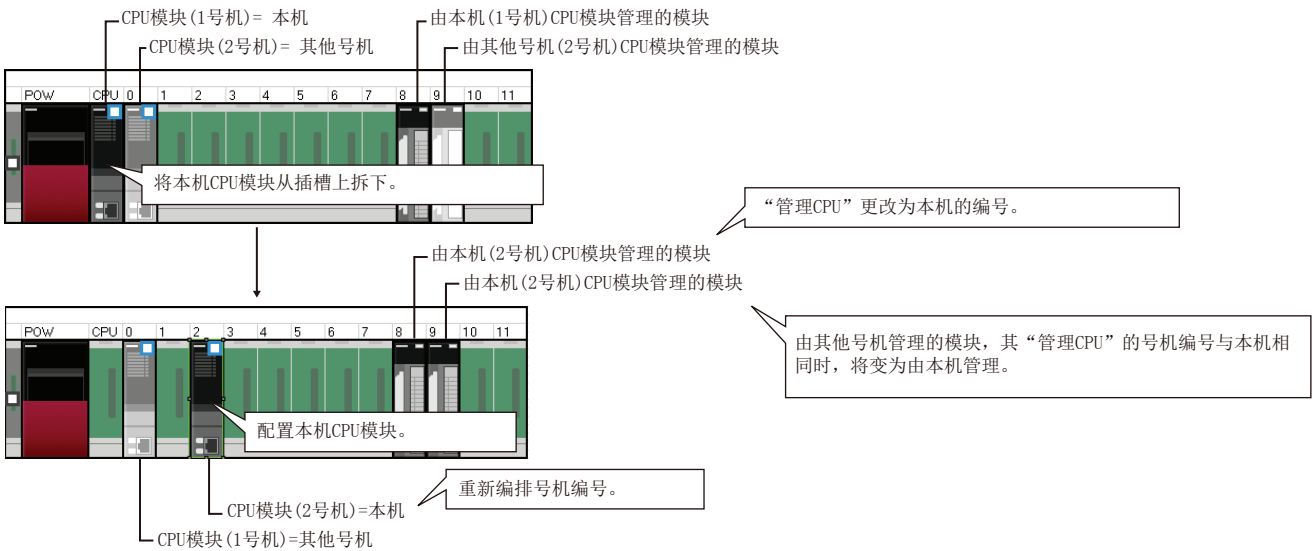 CPU模块(1号机)= 本机
由本机(1号机)CPU模块管理的模块
CPU模块(2号机)= 其他号机
由其他号机(2号机)CPU模块管理的模块
POW CPU 0 1 2 3 4 5 6 7 8 9 10 11
将本机CPU模块从插槽上拆下。
“管理CPU”更改为本机的编号。
由本机(2号机)CPU模块管理的模块
由本机(2号机)CPU模块管理的模块
POW CPU 0 1 2 3 4 5 6 7 8 9 10 11
由其他号机管理的模块，其“管理CPU”的号机编号与本机相
同时，将变为由本机管理。
配置本机CPU模块。
重新编排号机编号。
CPU模块(2号机)=本机
CPU模块(1号机)=其他号机